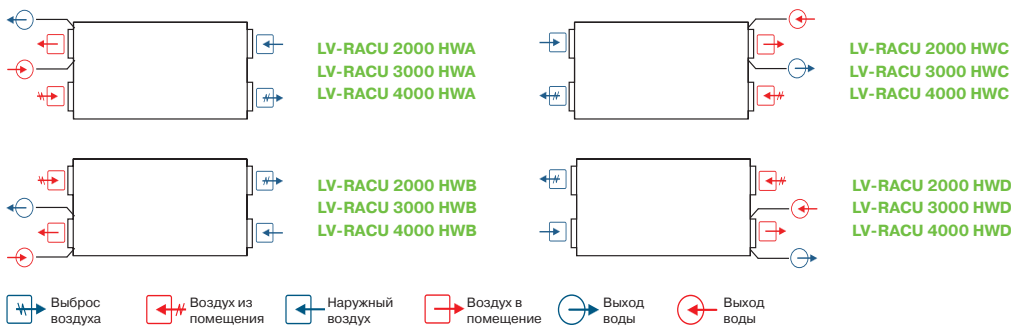 LV-RACU 2000 HWA
LV-RACU 3000 HWA
LV-RACU 4000 HWA
LV-RACU 2000 HWC
LV-RACU 3000 HWC
LV-RACU 4000 HWC
LV-RACU 2000 HWB
LV-RACU 3000 HWB
LV-RACU 4000 HWB
LV-RACU 2000 HWD
LV-RACU 3000 HWD
LV-RACU 4000 HWD
Выброс
воздуха
Воздух из
помещения
Наружный
воздух
Воздух в
помещение
Выход
воды
Выход
воды